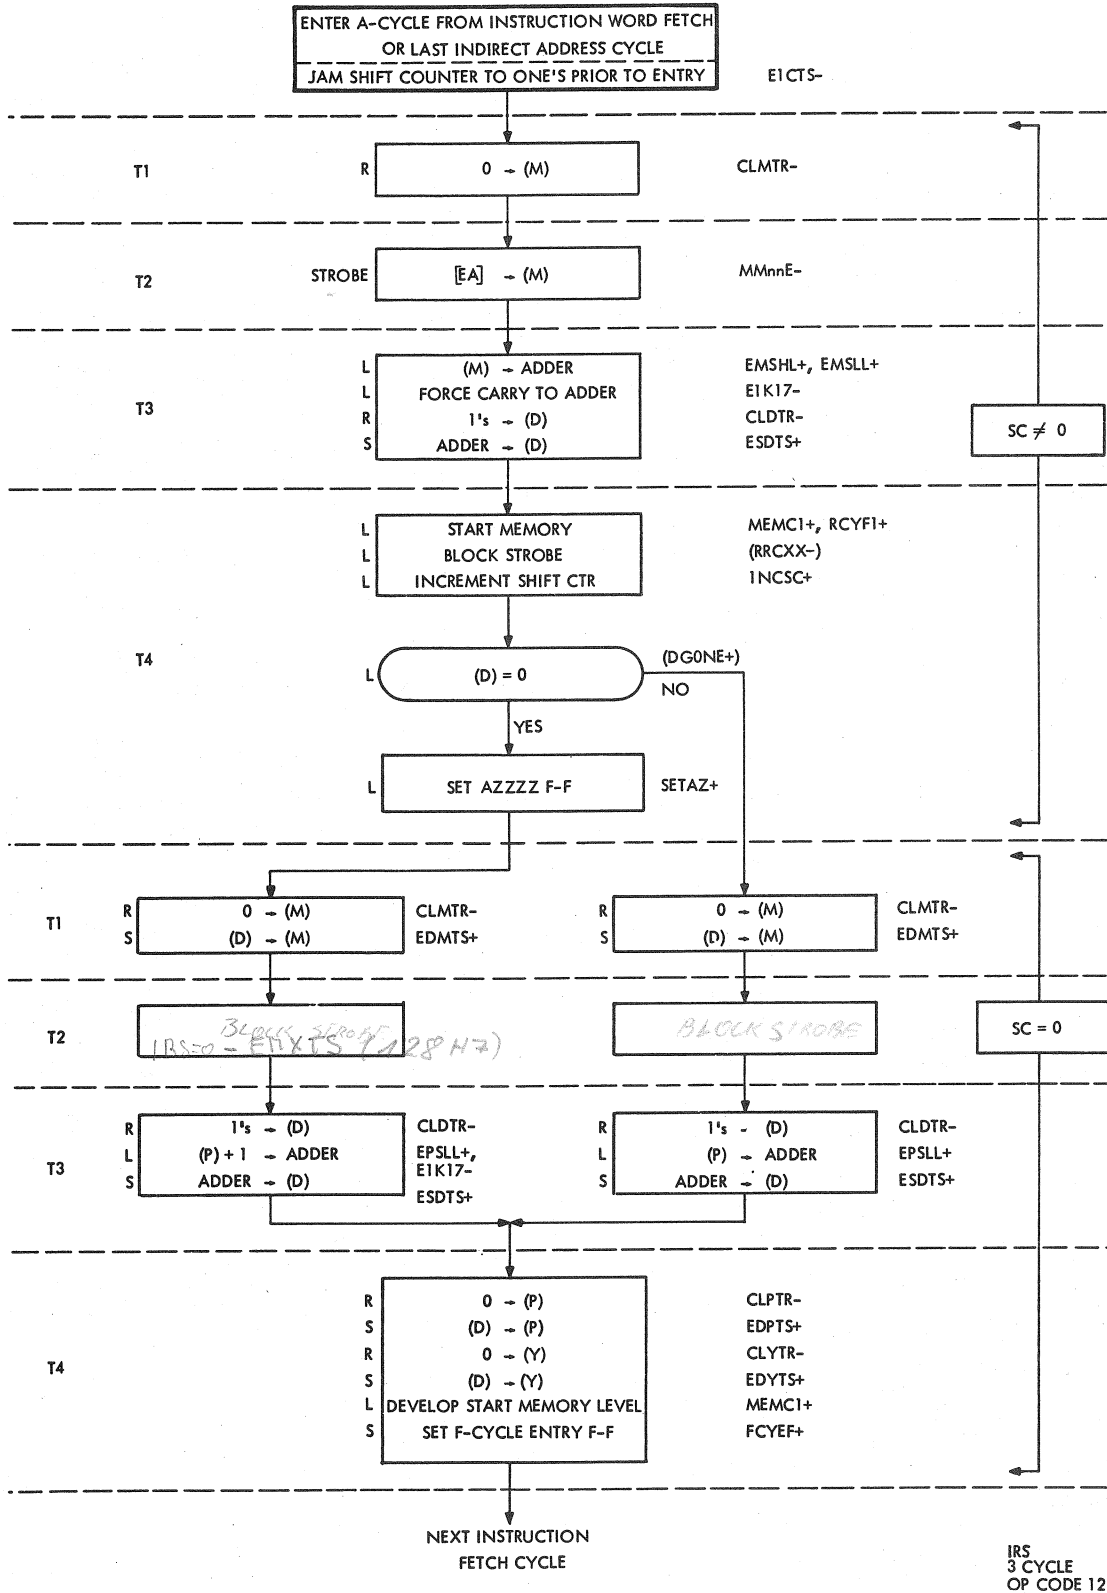 ENTER A-CYCLE FROM INSTRUCTION WORD FETCH
OR LAST INDIRECT ADDRESS CYCLE
JAM SHIFT COUNTER TO ONE'S PRIOR TO ENTRY
E1CTS-
T1
R
0 → (M)
CLMTR-
T2
STROBE
[EA] → (M)
MMnnE-
T3
L
(M) → ADDER
EMSHL+, EMSLL+
L
FORCE CARRY TO ADDER
E1K17-
R
1's → (D)
CLDTR-
S
ADDER → (D)
ESDTS+
SC ≠ 0
T4
L
START MEMORY
MEMC1+, RCYF1+
L
BLOCK STROBE
(RRCXX-)
L
INCREMENT SHIFT CTR
1NCSC+
L
(D) = 0
(DG0NE+)
NO
YES
L
SET AZZZZ F-F
SETAZ+
T1
R
0 → (M)
CLMTR-
S
(D) → (M)
EDMTS+
R
0 → (M)
CLMTR-
S
(D) → (M)
EDMTS+
T2
BLOCK STROBE
BLOCK STROBE
SC = 0
T3
R
1's → (D)
CLDTR-
L
(P) + 1 → ADDER
EPSLL+,
E1K17-
S
ADDER → (D)
ESDTS+
R
1's - (D)
CLDTR-
L
(P) → ADDER
EPSLL+
S
ADDER → (D)
ESDTS+
T4
R
0 → (P)
CLPTR-
S
(D) → (P)
EDPTS+
R
0 → (Y)
CLYTR-
S
(D) → (Y)
EDYTS+
L
DEVELOP START MEMORY LEVEL
MEMC1+
S
SET F-CYCLE ENTRY F-F
FCYEF+
NEXT INSTRUCTION
FETCH CYCLE
IRS
3 CYCLE
OP CODE 12